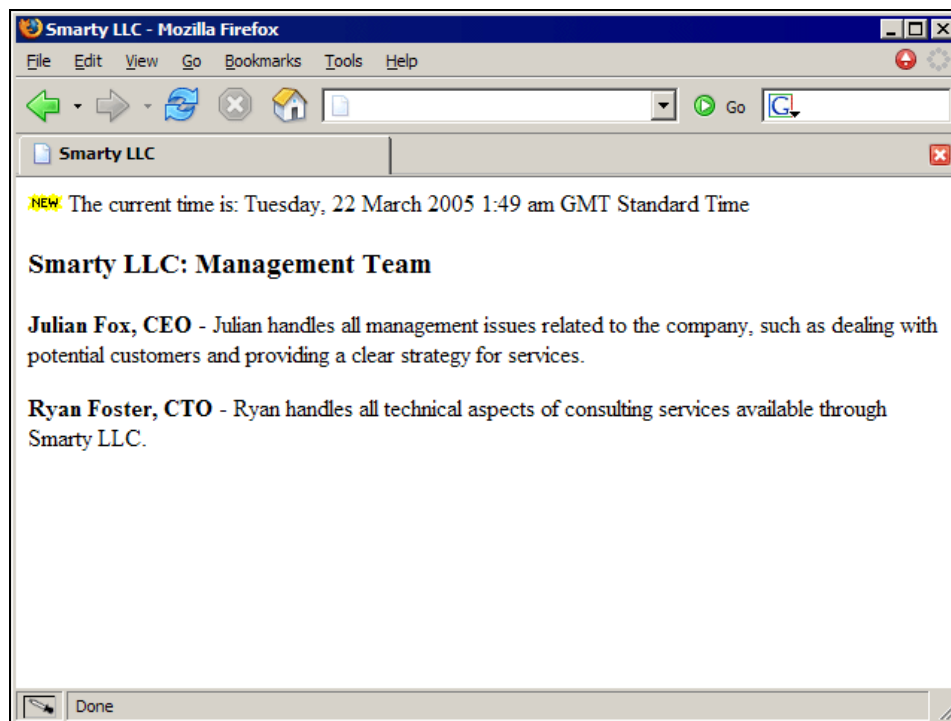 Smarty LLC - Mozilla Firefox
File Edit View Go Bookmarks Tools Help
Go G
Smarty LLC
NEW The current time is: Tuesday, 22 March 2005 1:49 am GMT Standard Time
Smarty LLC: Management Team
Julian Fox, CEO - Julian handles all management issues related to the company, such as dealing with
potential customers and providing a clear strategy for services.
Ryan Foster, CTO - Ryan handles all technical aspects of consulting services available through
Smarty LLC.
Done